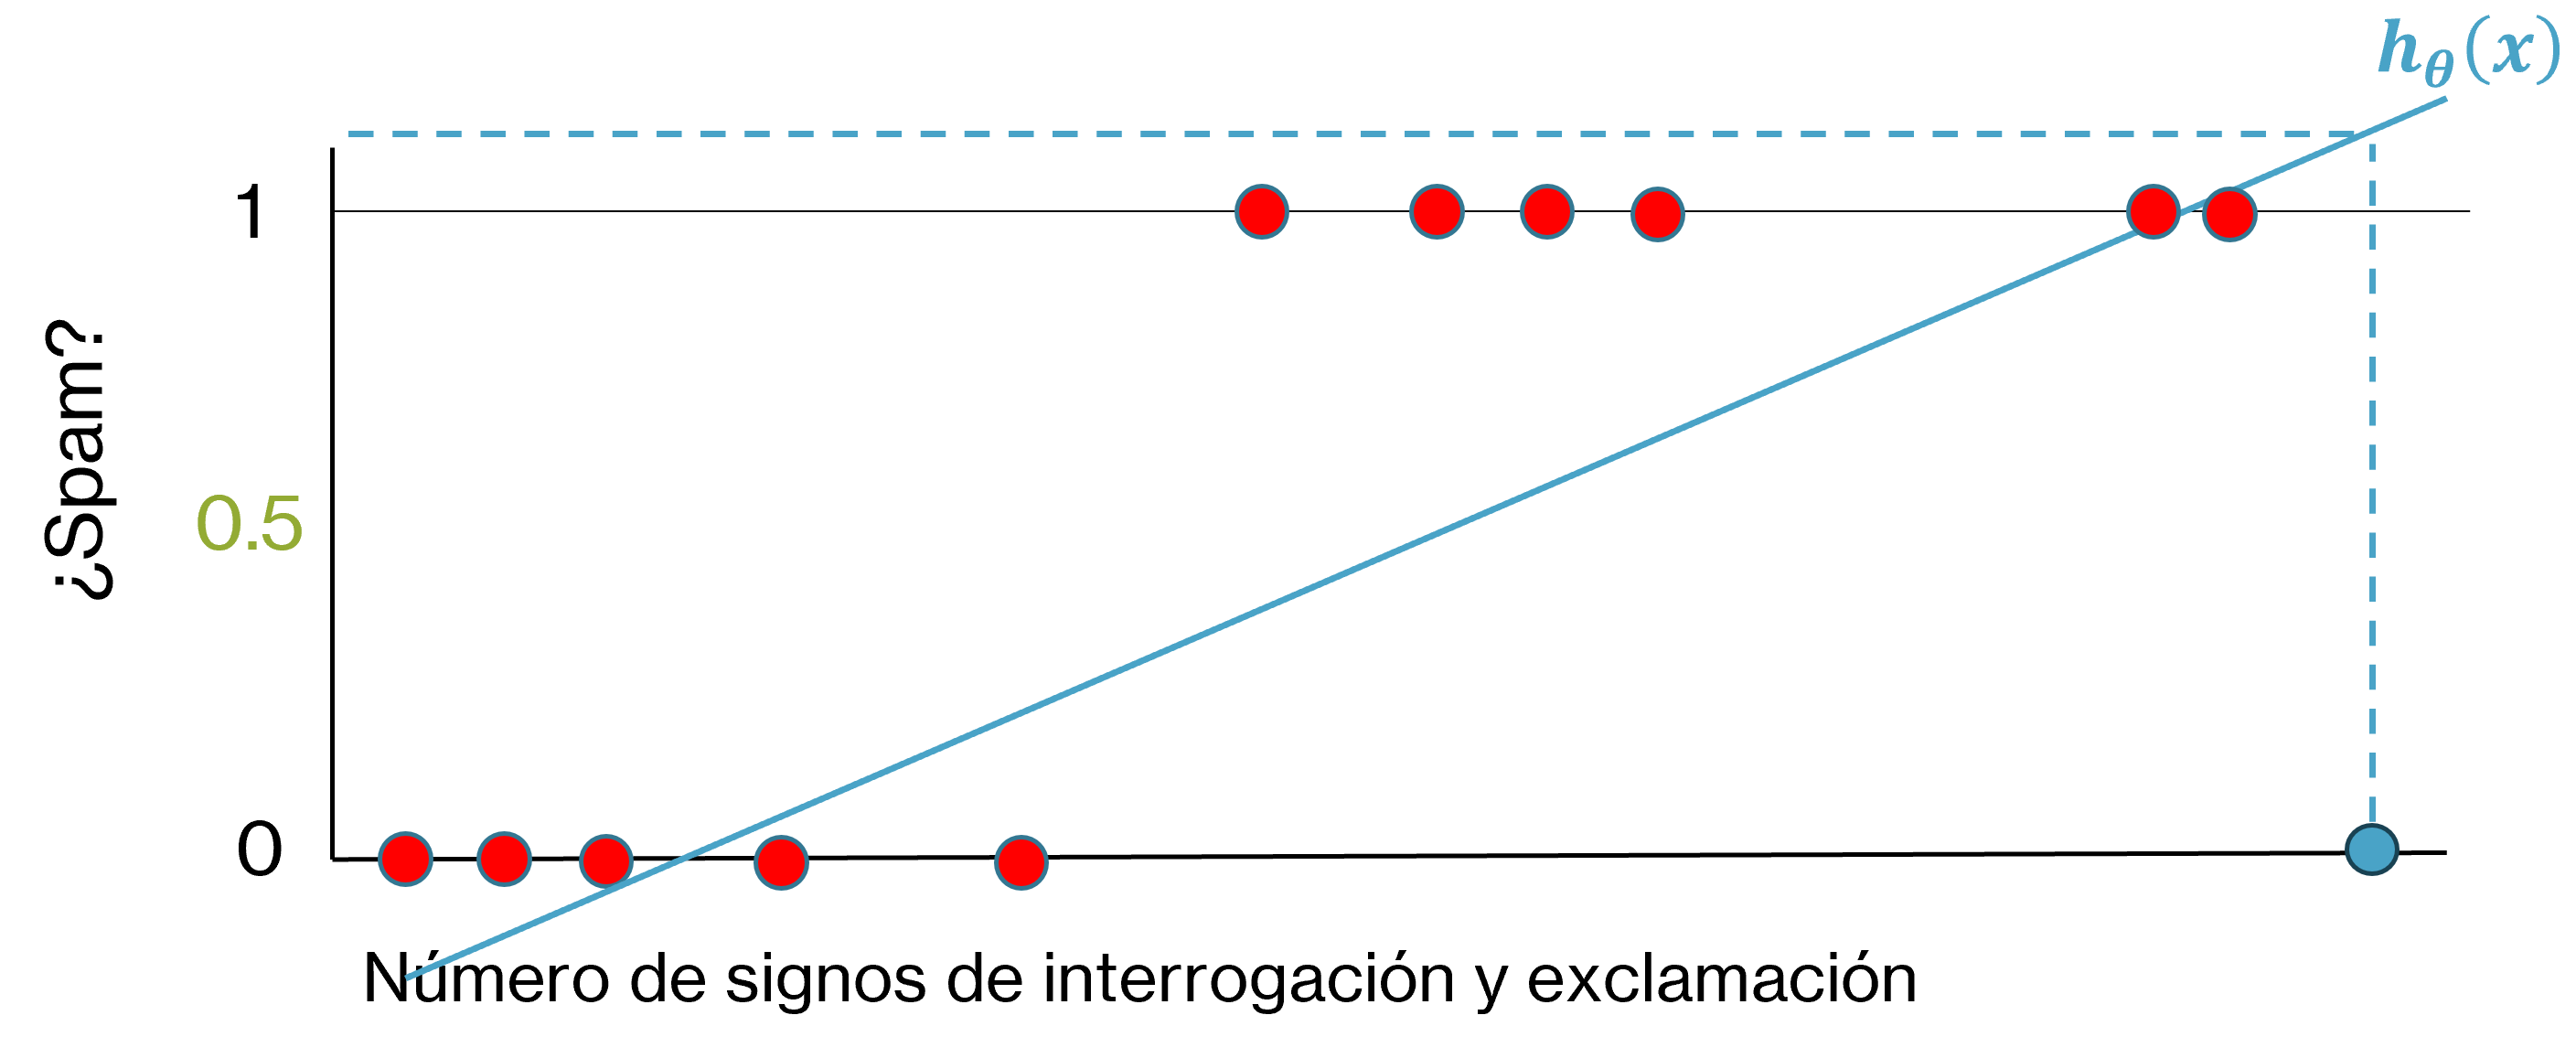 hθ(x)
1
¿Spam?
0.5
0
Número de signos de interrogación y exclamación